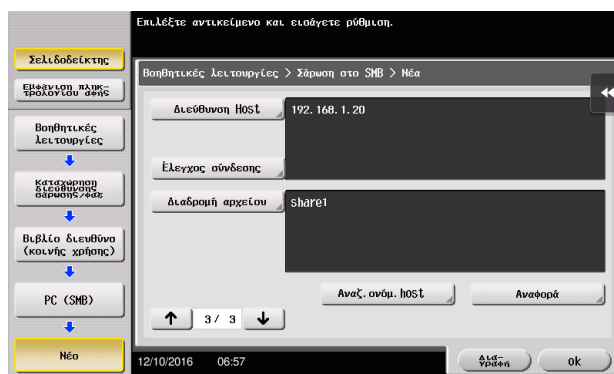 Επιλέξτε αντικείμενο και εισάγετε ρύθμιση.
Σελιδοδείκτης
Εμφάνιση πληκ-
τρολογίου αφής
Βοηθητικές
λειτουργίες
Καταχώρηση
διεύθυνσης
σάρωσης/φαξ
Βιβλίο διευθύνσ
(κοινής χρήσης)
PC (SMB)
Νέο
Βοηθητικές λειτουργίες > Σάρωση στο SMB > Νέα
Διεύθυνση Host
192.168.1.20
Έλεγχος σύνδεσης
Διαδρομή αρχείου
share1
Αναζ.ονόμ.host
Αναφορά
3/ 3
12/10/2016 06:57
Δια-
γραφή
ok